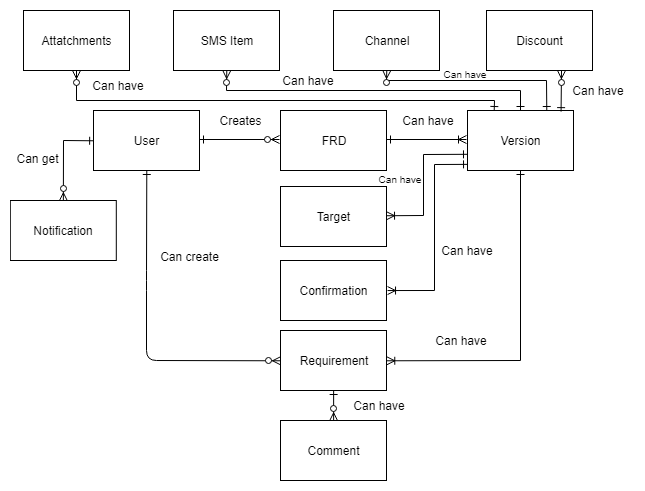 Attatchments
SMS Item
Channel
Discount
Can have
Can have
Can have
Can have
User
Creates
FRD
Can have
Version
Can get
Can have
Notification
Target
Can create
Can have
Confirmation
Can have
Requirement
Can have
Comment